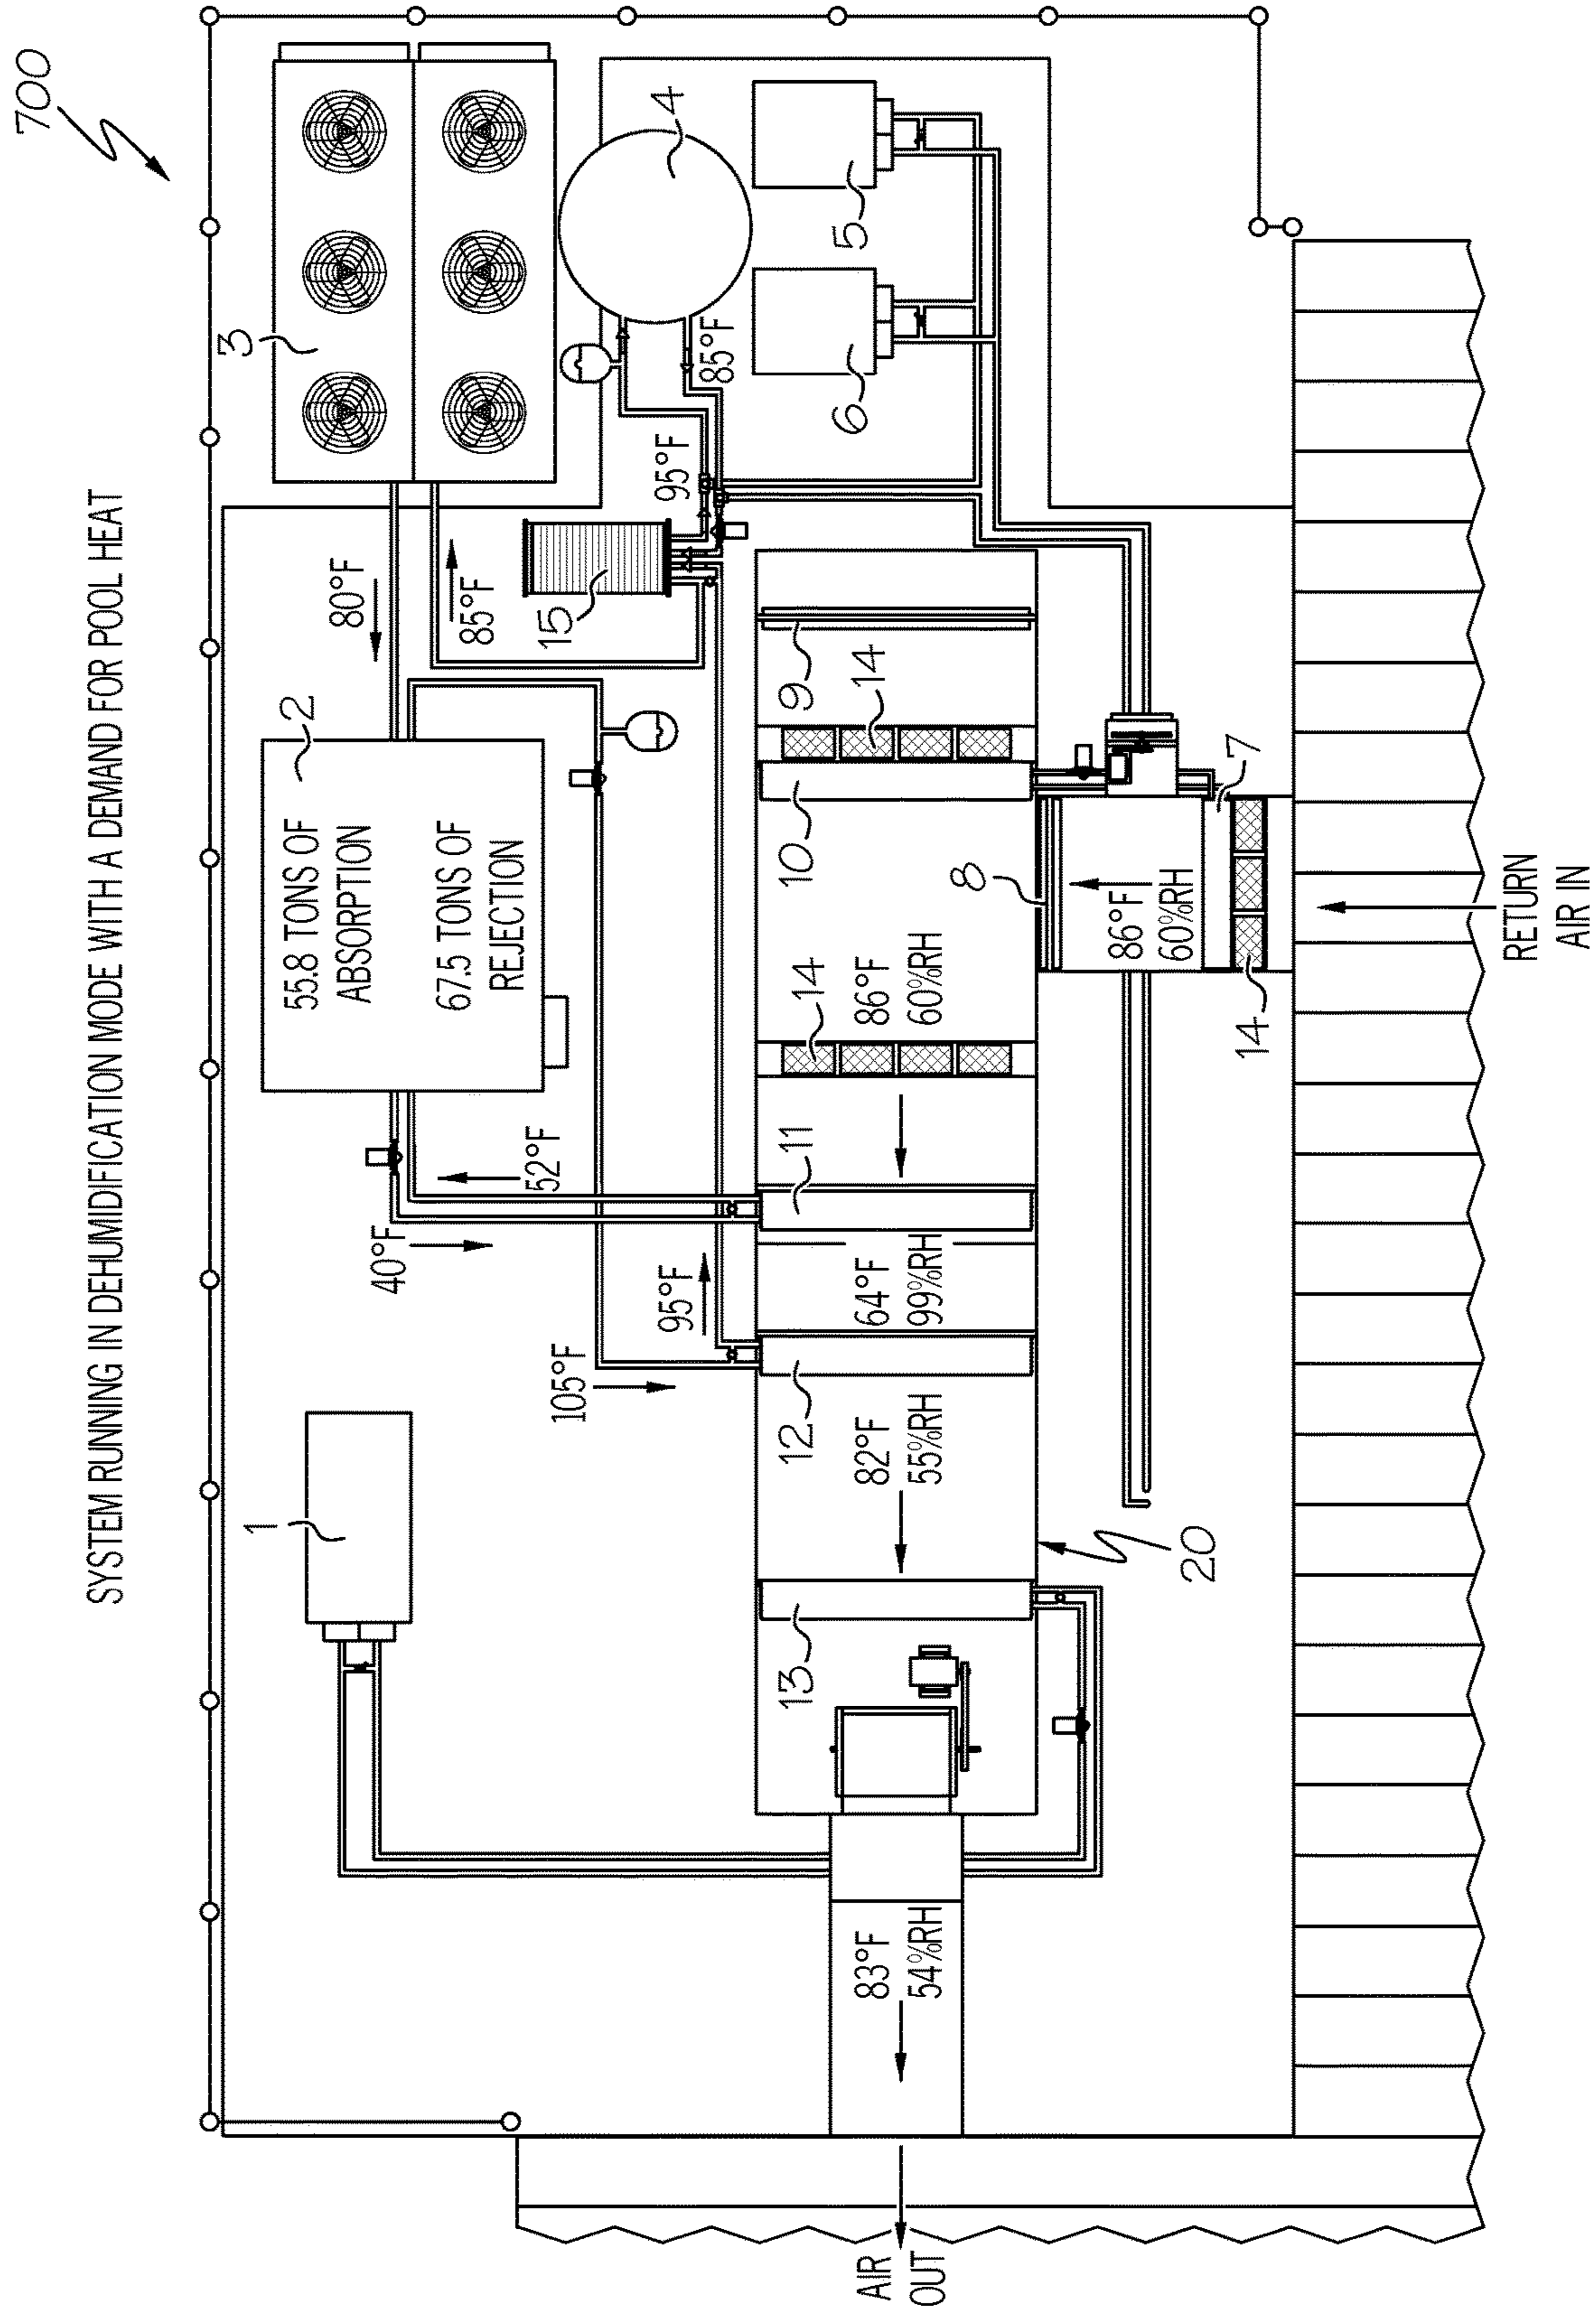 SYSTEM RUNNING IN DEHUMIDIFICATION MODE WITH A DEMAND FOR POOL HEAT
700
1
2
55.8 TONS OF
ABSORPTION
67.5 TONS OF
REJECTION
3
80°F
85°F
40°F
52°F
105°F
95°F
15
95°F
85°F
4
5
6
13
12
82°F
55%RH
64°F
99%RH
11
14
86°F
60%RH
10
14
9
83°F
54%RH
AIR
OUT
20
8
86°F
60%RH
7
14
RETURN
AIR IN